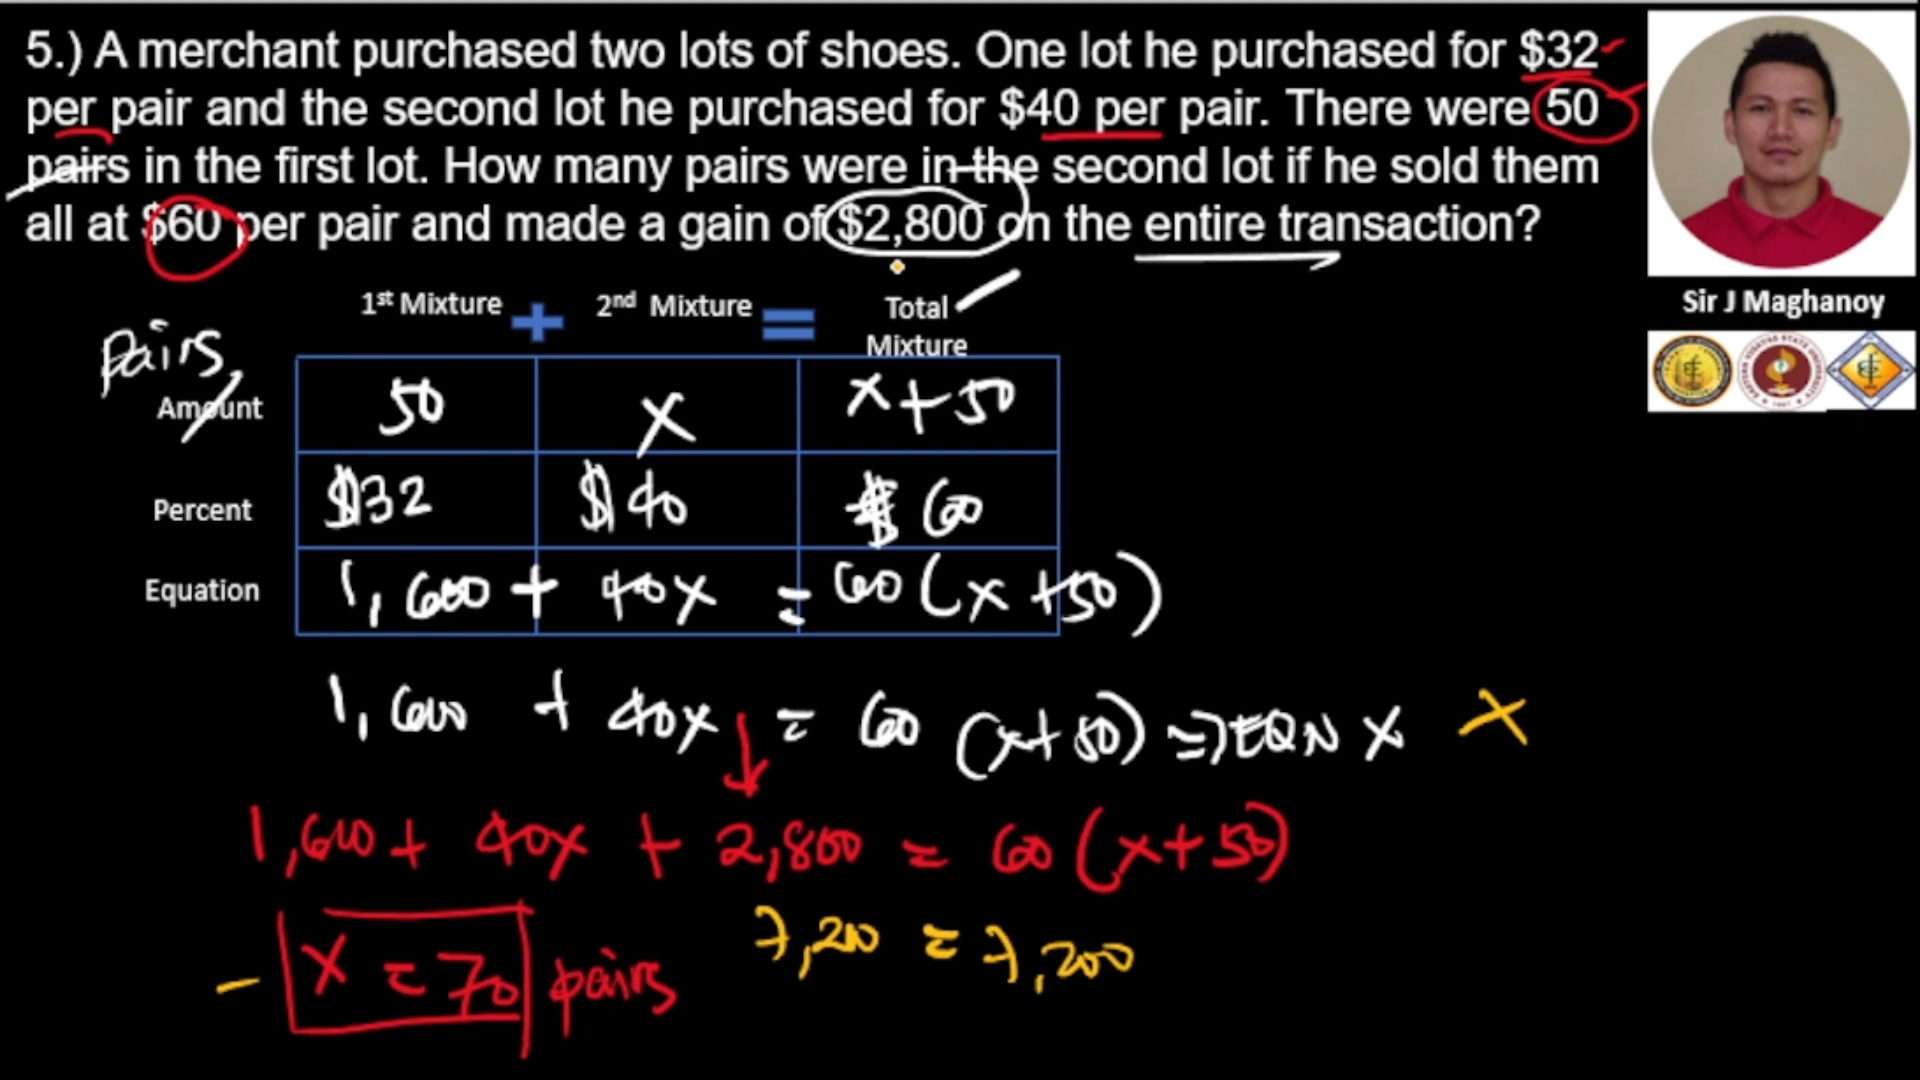 5.) A merchant purchased two lots of shoes. One lot he purchased for $32
per pair and the second lot he purchased for $40 per pair. There were 50
pairs in the first lot. How many pairs were in the second lot if he sold them
all at $60 per pair and made a gain of $2,800 on the entire transaction?
Sir J Maghanoy
1st Mixture + 2nd Mixture = Total Mixture
pairs
Amount 50 x x+50
Percent $32 $40 $60
Equation 1,600 + 40x = 60(x+50)
1,600 + 40x = 60 (x+50) => EQN X X
1,600 + 40x + 2,800 = 60 (x+50)
7,200 = 7,200
- x = 70 pairs